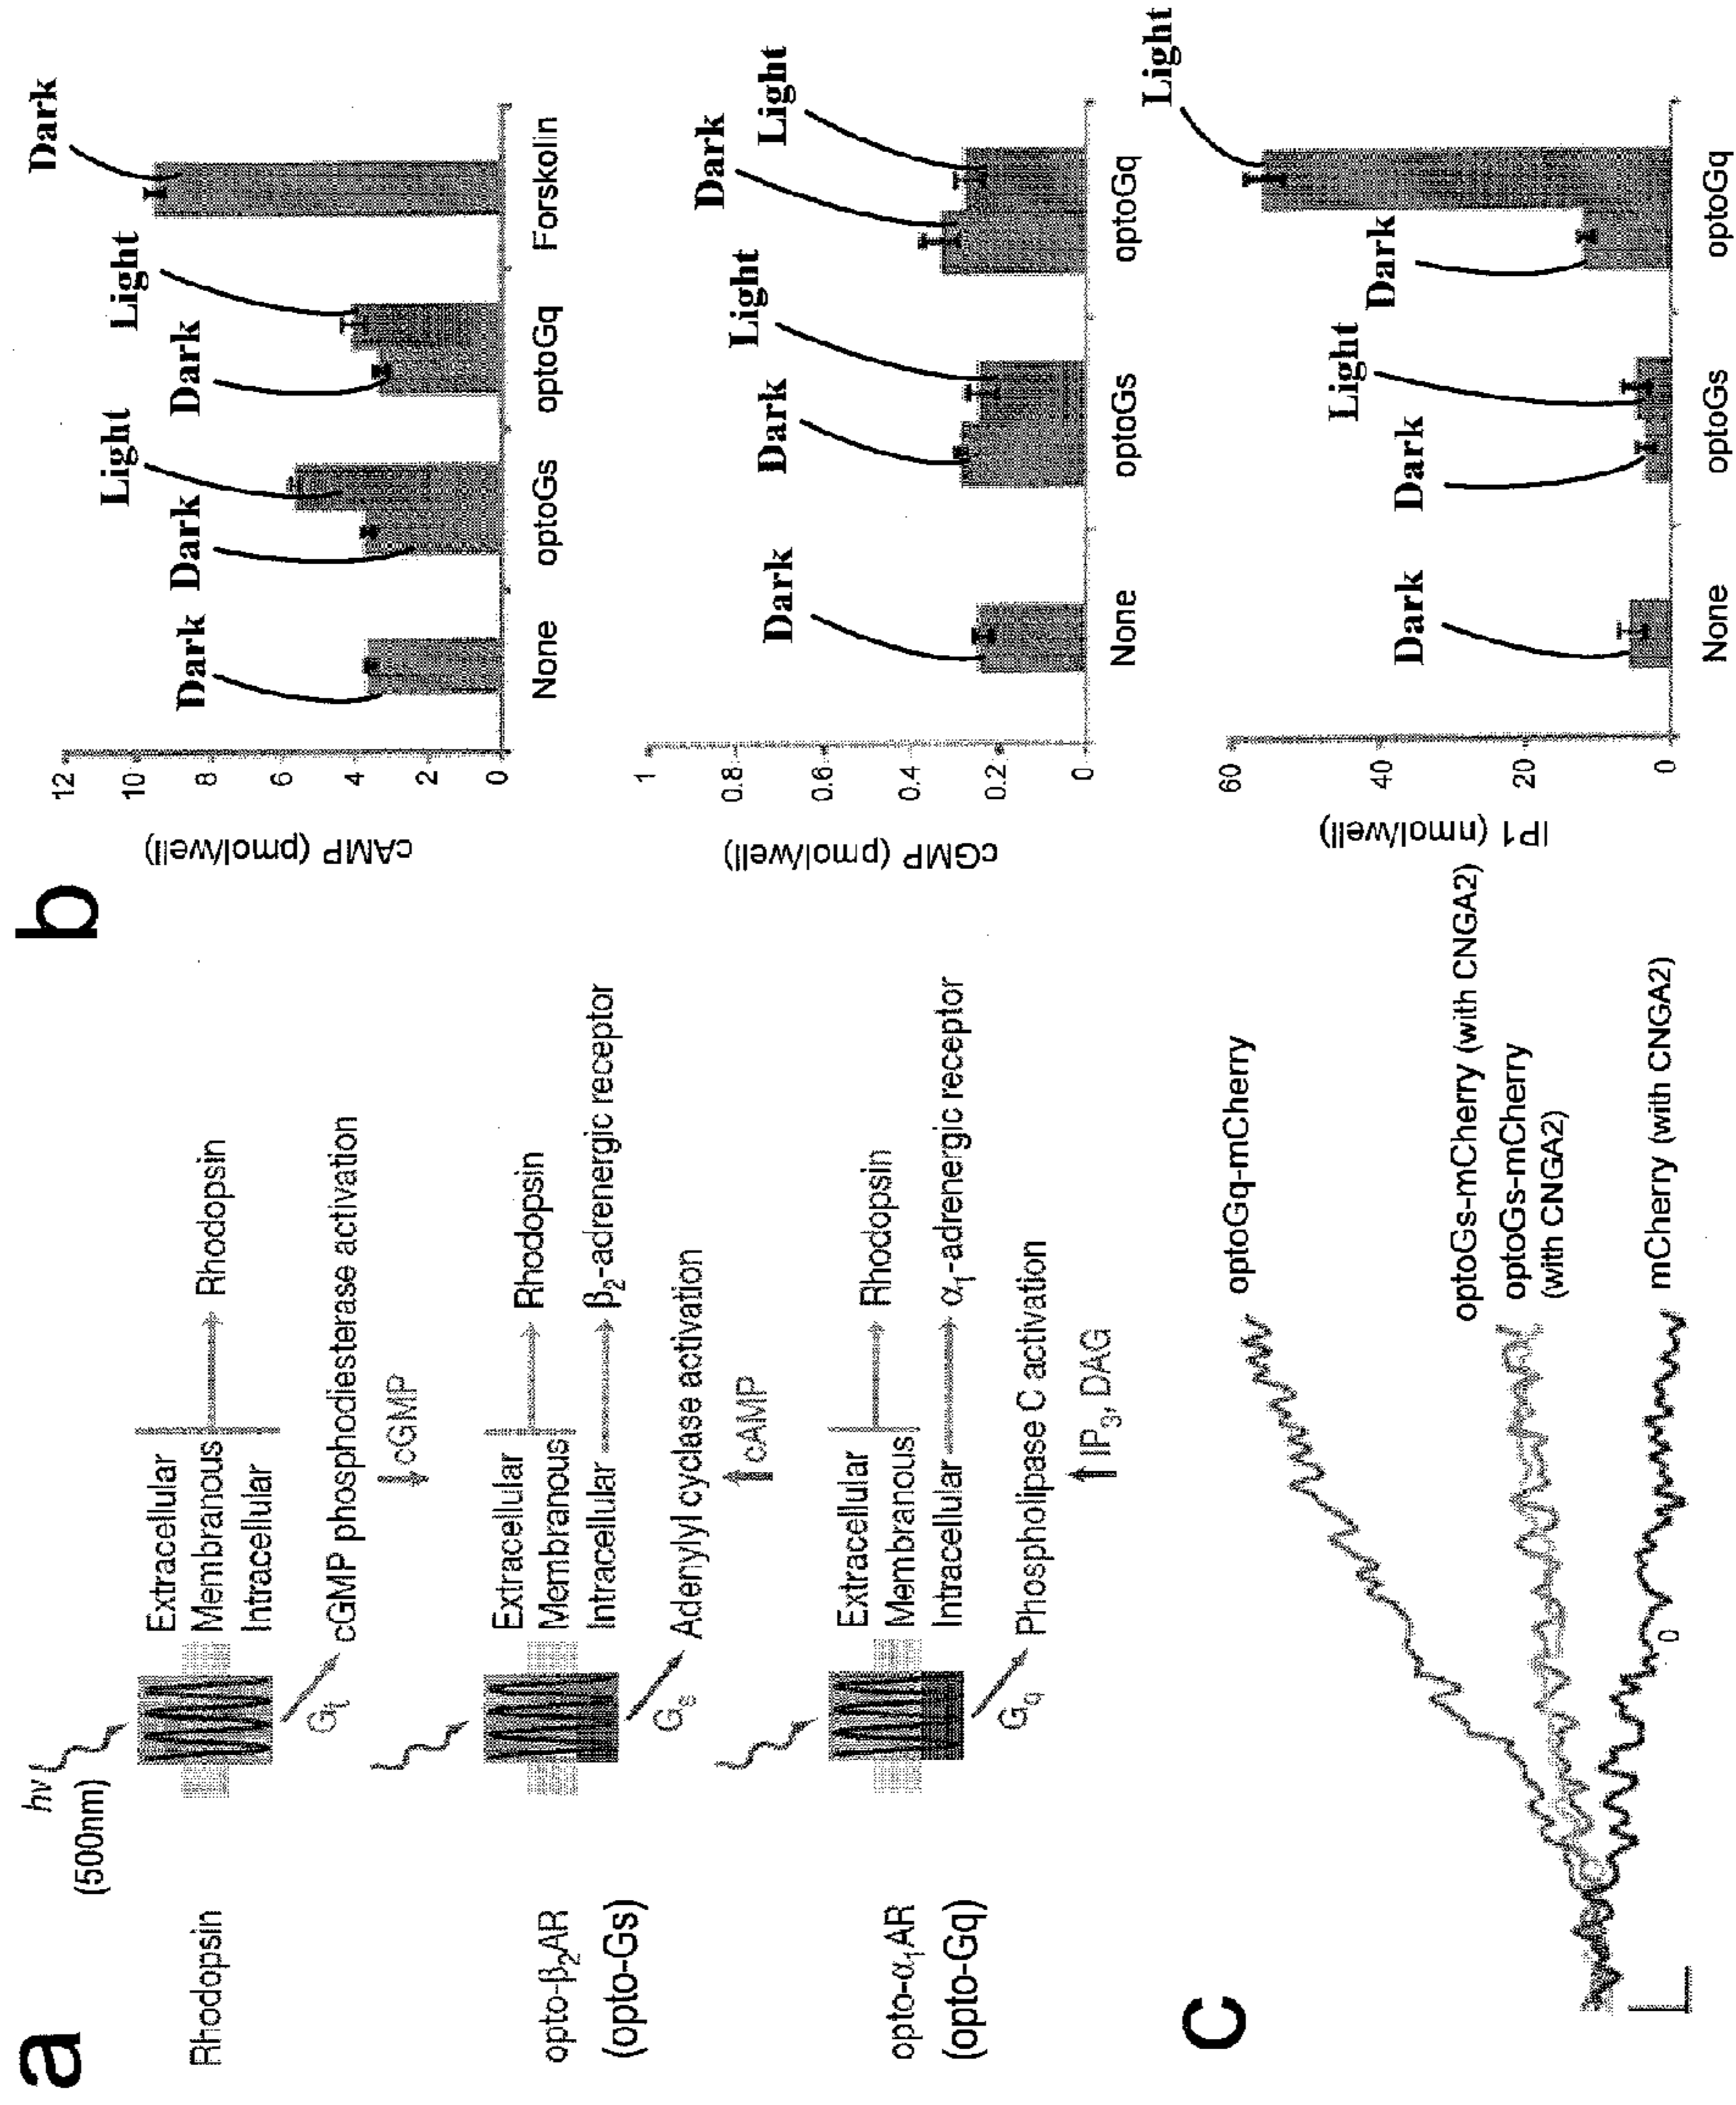 a
hν
(500nm)
Rhodopsin
Extracellular
Membranous
Intracellular
Rhodopsin
Gt
cGMP phosphodiesterase activation
cGMP
opto-β2AR
(opto-Gs)
Extracellular
Membranous
Intracellular
Rhodopsin
β2-adrenergic receptor
Gs
Adenylyl cyclase activation
cAMP
opto-α1AR
(opto-Gq)
Extracellular
Membranous
Intracellular
Rhodopsin
α1-adrenergic receptor
Gq
Phospholipase C activation
IP3, DAG
b
cAMP (pmol/well)
12
10
8
6
4
2
0
Dark
Dark
Light
Dark
Light
Dark
None
optoGs
optoGq
Forskolin
cGMP (pmol/well)
1
0.8
0.6
0.4
0.2
0
Dark
Dark
Light
Dark
Light
None
optoGs
optoGq
IP1 (nmol/well)
60
40
20
0
Dark
Dark
Light
Dark
Light
None
optoGs
optoGq
c
optoGq-mCherry
optoGs-mCherry (with CNGA2)
optoGs-mCherry
(with CNGA2)
mCherry (with CNGA2)
0